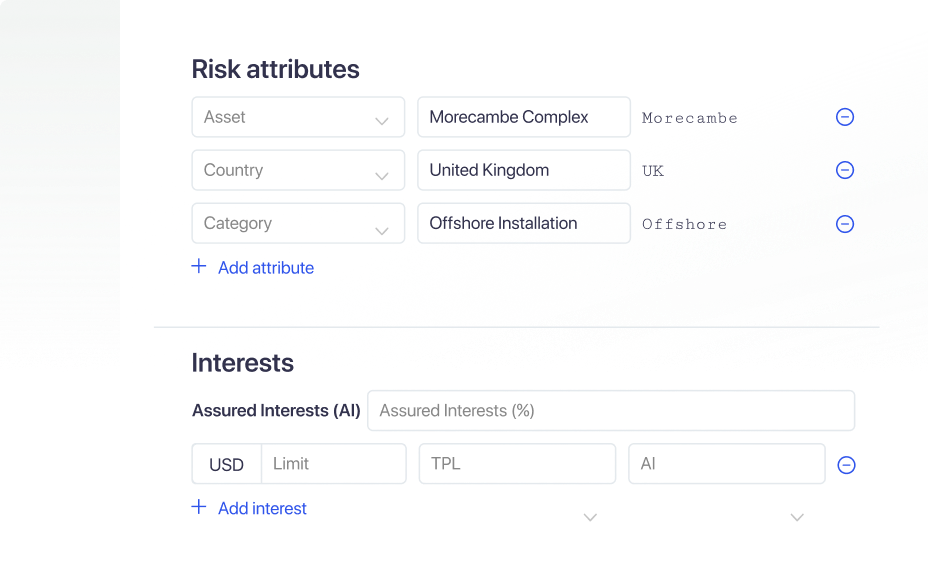 Risk attributes
Asset Morecambe Complex Morecambe
Country United Kingdom UK
Category Offshore Installation Offshore
+ Add attribute
Interests
Assured Interests (AI) Assured Interests (%)
USD Limit TPL AI
+ Add interest